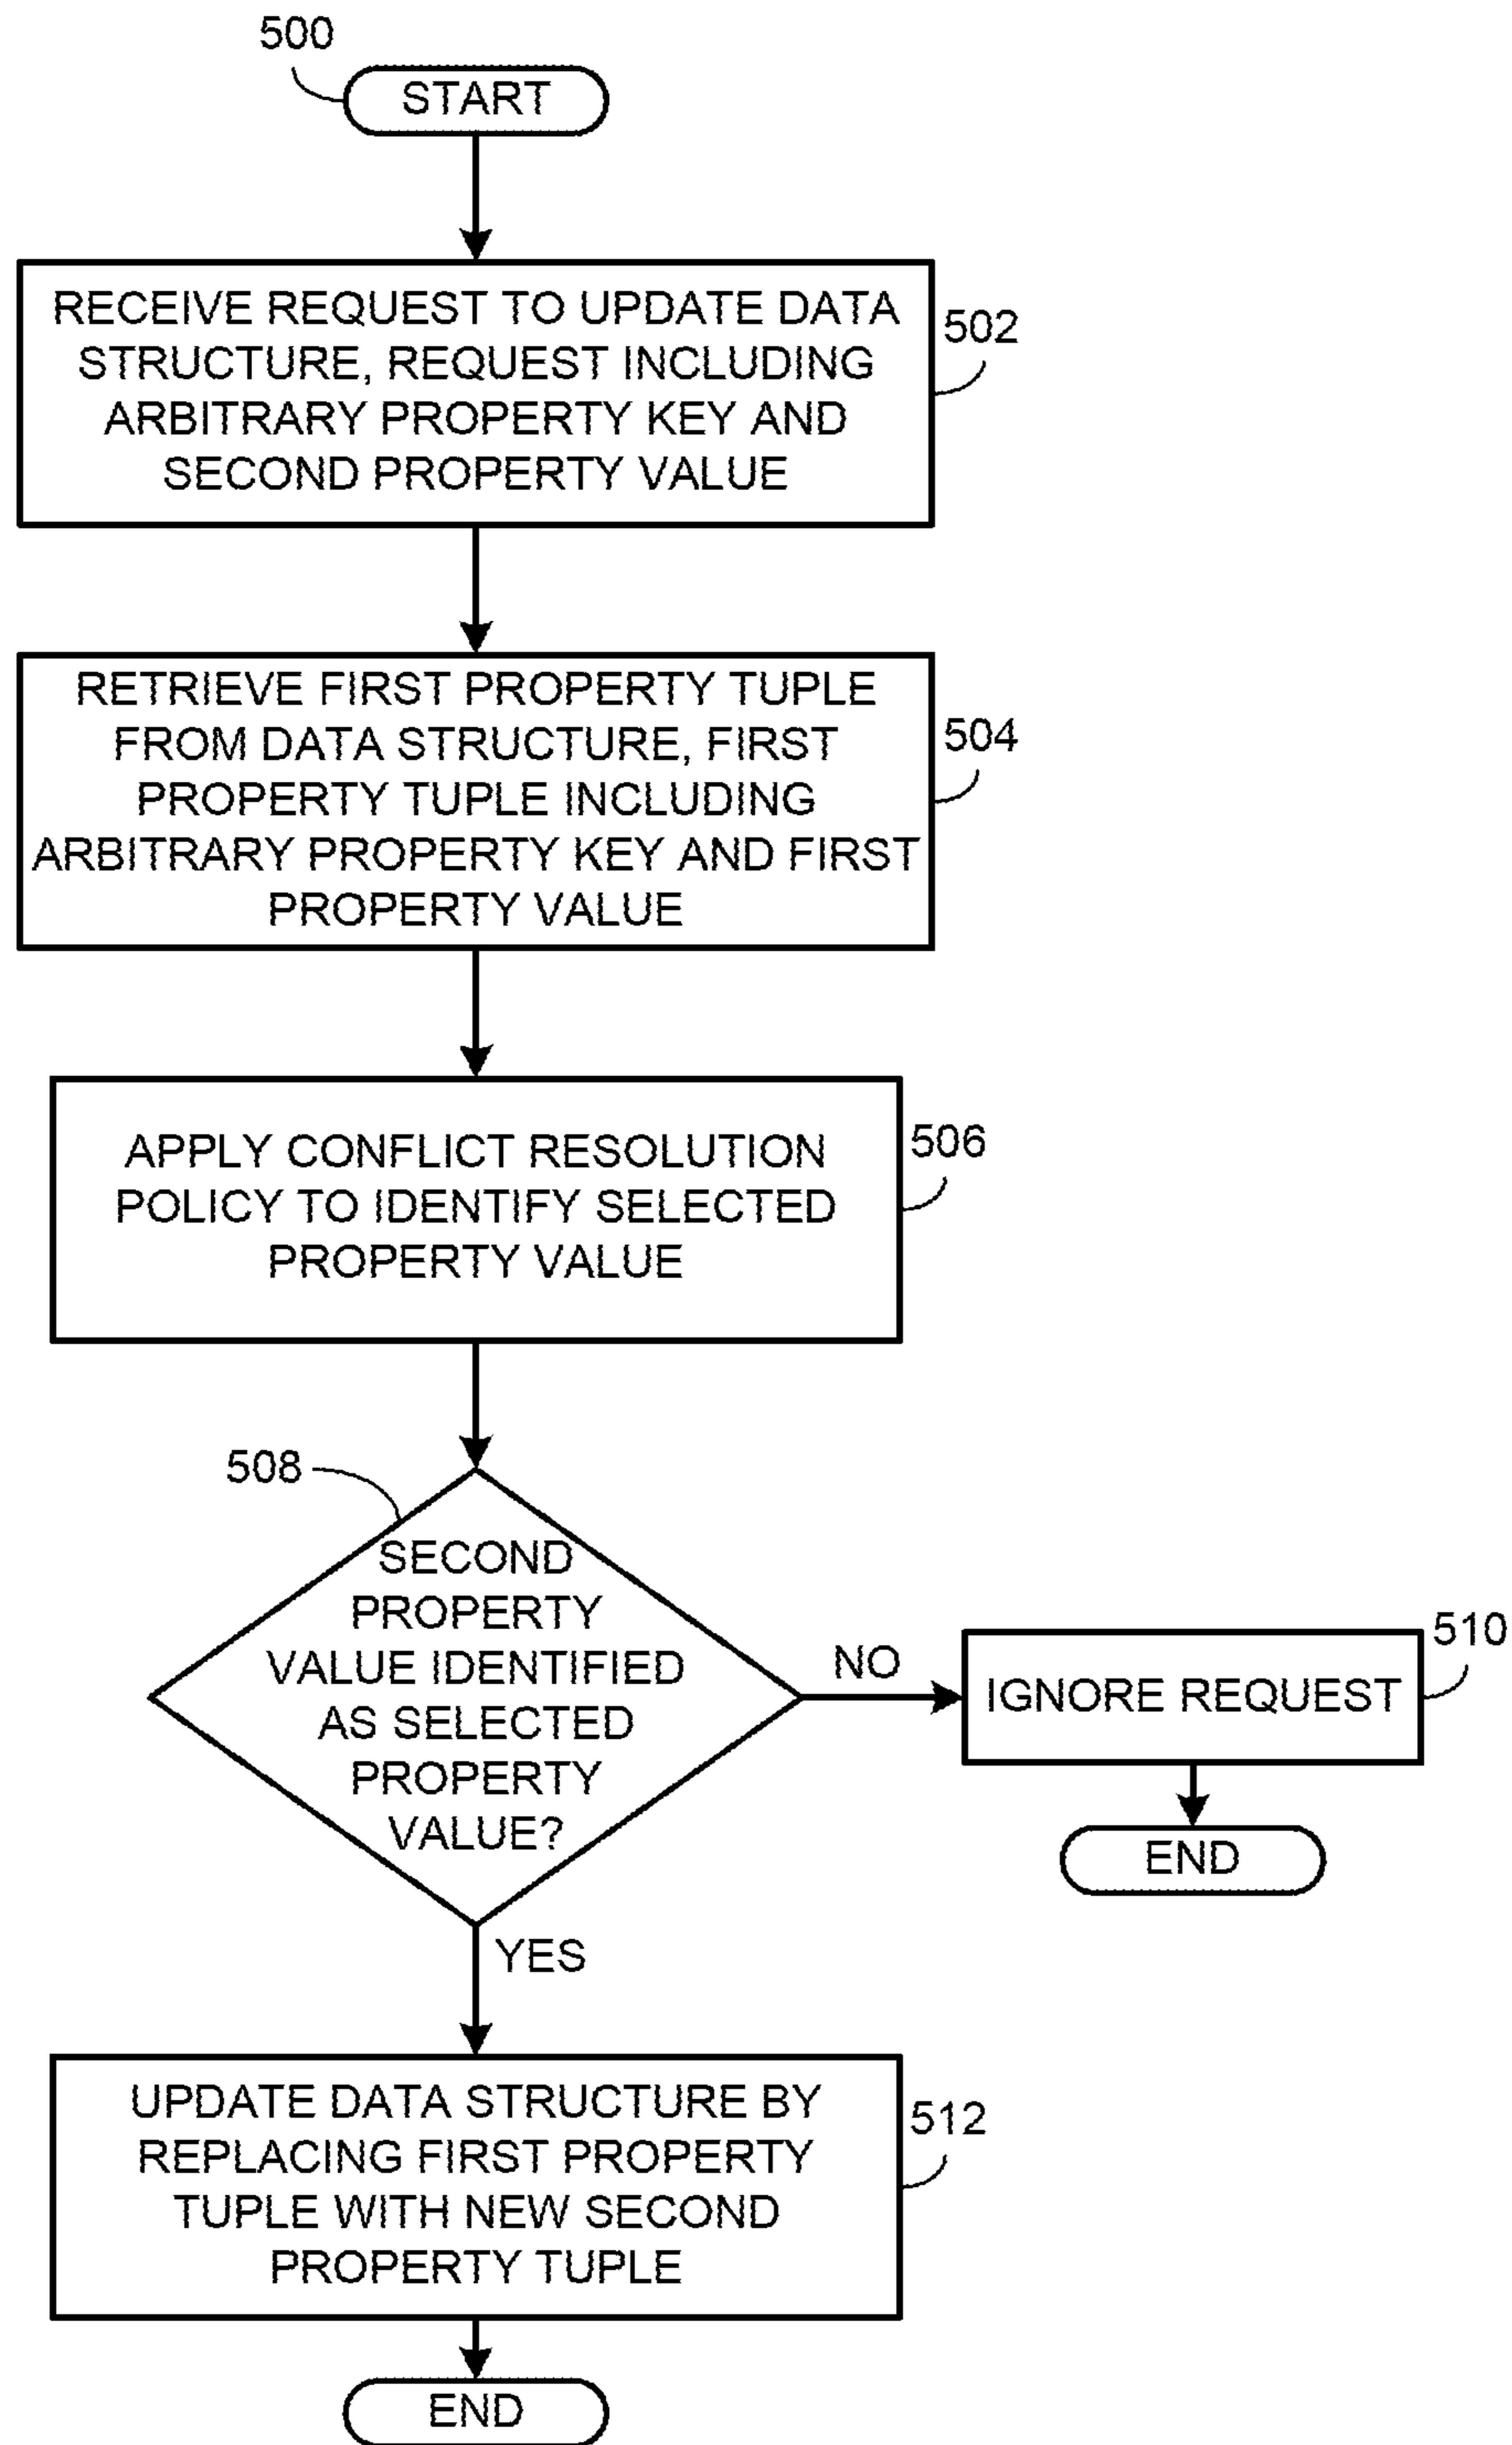 500
START
RECEIVE REQUEST TO UPDATE DATA
STRUCTURE, REQUEST INCLUDING
ARBITRARY PROPERTY KEY AND
SECOND PROPERTY VALUE
502
RETRIEVE FIRST PROPERTY TUPLE
FROM DATA STRUCTURE, FIRST
PROPERTY TUPLE INCLUDING
ARBITRARY PROPERTY KEY AND FIRST
PROPERTY VALUE
504
APPLY CONFLICT RESOLUTION
POLICY TO IDENTIFY SELECTED
PROPERTY VALUE
506
508
SECOND
PROPERTY
VALUE IDENTIFIED
AS SELECTED
PROPERTY
VALUE?
NO
IGNORE REQUEST
510
END
YES
UPDATE DATA STRUCTURE BY
REPLACING FIRST PROPERTY
TUPLE WITH NEW SECOND
PROPERTY TUPLE
512
END